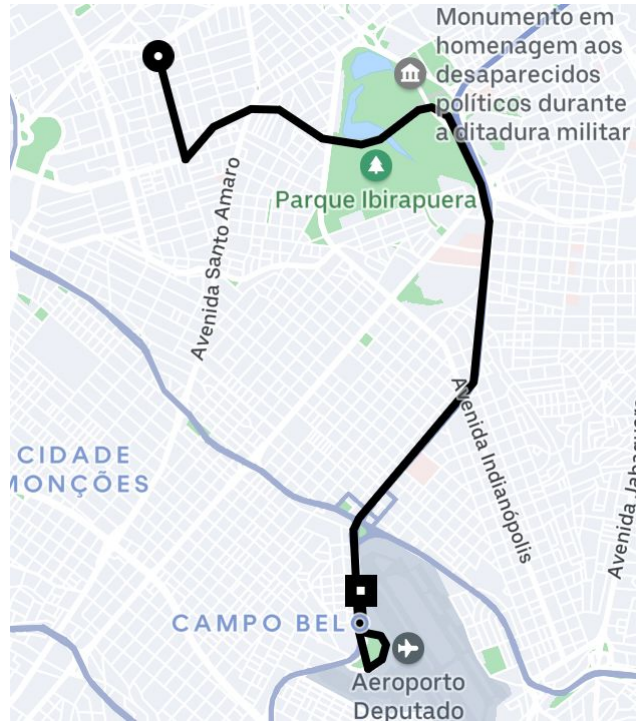 Monumento em
homenagem aos
desaparecidos
políticos durante
a ditadura militar
Parque Ibirapuera
Avenida Santo Amaro
Avenida Indianópolis
CIDADE
MONÇÕES
Avenida Jabaquara
CAMPO BELO
Aeroporto
Deputado